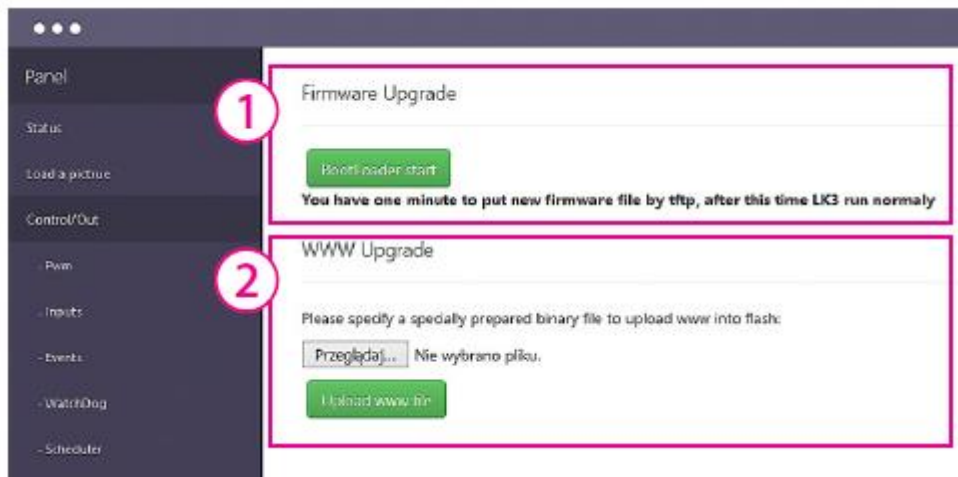 Panel
Status
Load a pictrue
Control/Out
- Pwm
- Inputs
- Events
- WatchDog
- Scheduler
1
Firmware Upgrade
BootLoader start
You have one minute to put new firmware file by tftp, after this time LK3 run normaly
2
WWW Upgrade
Please specify a specially prepared binary file to upload www into flash:
Przeglądaj... Nie wybrano pliku.
Upload www file